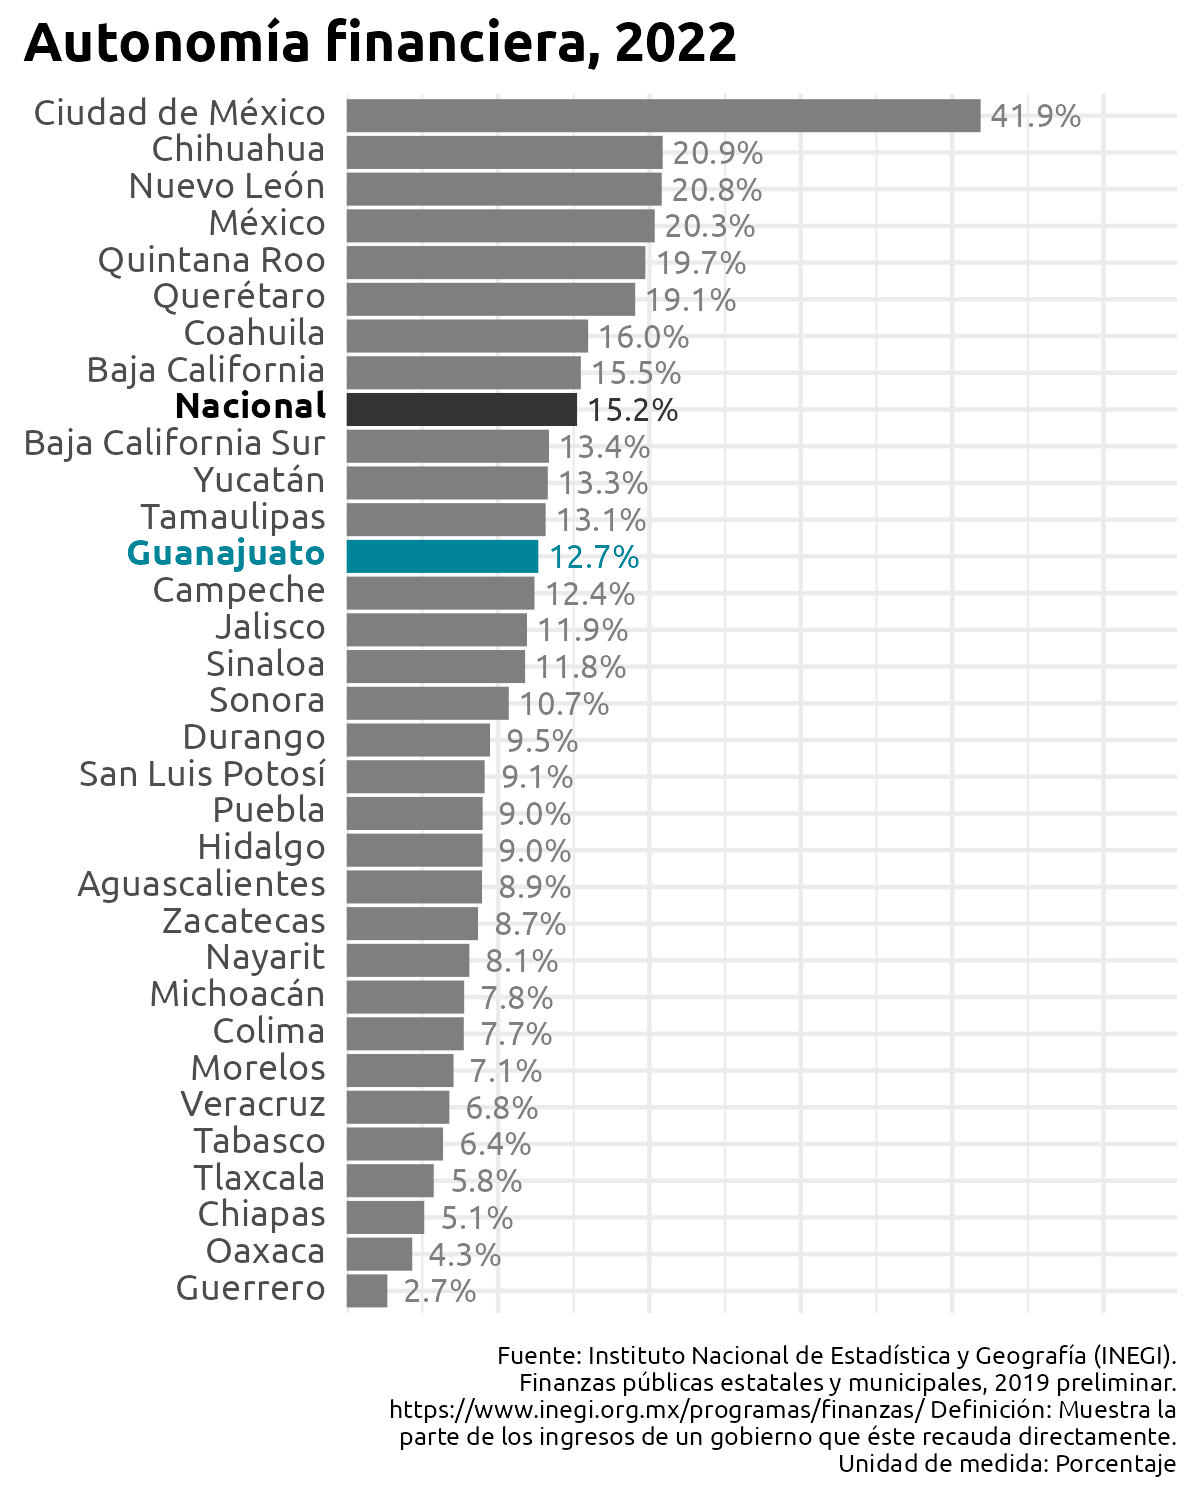 Autonomía financiera, 2022
Ciudad de México 41.9%
Chihuahua 20.9%
Nuevo León 20.8%
México 20.3%
Quintana Roo 19.7%
Querétaro 19.1%
Coahuila 16.0%
Baja California 15.5%
Nacional 15.2%
Baja California Sur 13.4%
Yucatán 13.3%
Tamaulipas 13.1%
Guanajuato 12.7%
Campeche 12.4%
Jalisco 11.9%
Sinaloa 11.8%
Sonora 10.7%
Durango 9.5%
San Luis Potosí 9.1%
Puebla 9.0%
Hidalgo 9.0%
Aguascalientes 8.9%
Zacatecas 8.7%
Nayarit 8.1%
Michoacán 7.8%
Colima 7.7%
Morelos 7.1%
Veracruz 6.8%
Tabasco 6.4%
Tlaxcala 5.8%
Chiapas 5.1%
Oaxaca 4.3%
Guerrero 2.7%
Fuente: Instituto Nacional de Estadística y Geografía (INEGI).
Finanzas públicas estatales y municipales, 2019 preliminar.
https://www.inegi.org.mx/programas/finanzas/ Definición: Muestra la
parte de los ingresos de un gobierno que éste recauda directamente.
Unidad de medida: Porcentaje